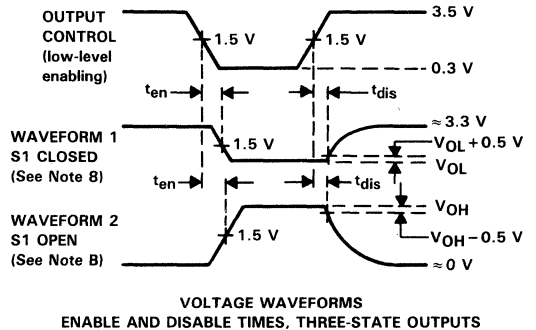 OUTPUT
CONTROL
(low-level
enabling)
1.5 V
1.5 V
3.5 V
0.3 V
ten
tdis
WAVEFORM 1
S1 CLOSED
(See Note 8)
1.5 V
≈3.3 V
VOL+0.5 V
VOL
ten
tdis
WAVEFORM 2
S1 OPEN
(See Note B)
1.5 V
VOH
VOH−0.5 V
≈0 V
VOLTAGE WAVEFORMS
ENABLE AND DISABLE TIMES, THREE-STATE OUTPUTS